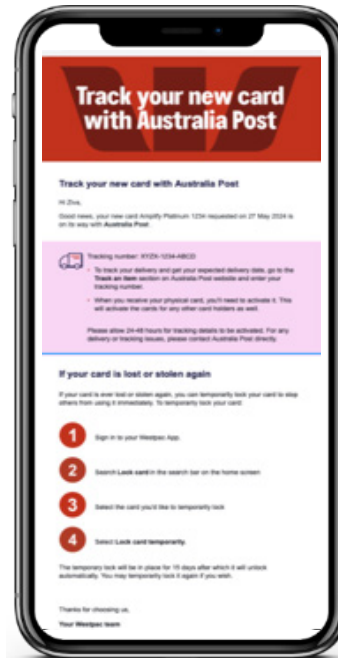 Track your new card
with Australia Post
Track your new card with Australia Post
Hi Ziva,
Good news, your new card Amplify Platinum 1234 requested on 27 May 2024 is
on its way with Australia Post.
Tracking number: XYZX-1234-ABCD
• To track your delivery and get your expected delivery date, go to the
Track an item section on Australia Post website and enter your
tracking number.
• When you receive your physical card, you'll need to activate it. This
will activate the cards for any other card holders as well.
Please allow 24-48 hours for tracking details to be activated. For any
delivery or tracking issues, please contact Australia Post directly.
If your card is lost or stolen again
If your card is ever lost or stolen again, you can temporarily lock your card to stop
others from using it immediately. To temporarily lock your card:
1 Sign in to your Westpac App.
2 Search Lock card in the search bar on the home screen
3 Select the card you'd like to temporarily lock
4 Select Lock card temporarily.
The temporary lock will be in place for 15 days after which it will unlock
automatically. You may temporarily lock it again if you wish.
Thanks for choosing us,
Your Westpac team